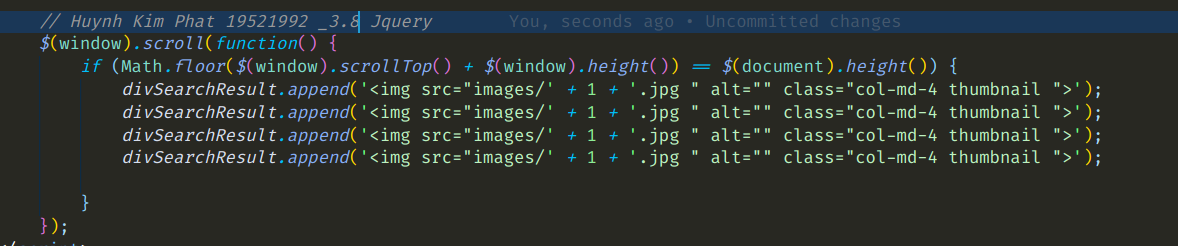 // Huynh Kim Phat 19521992 _3.8 Jquery You, seconds ago • Uncommitted changes
$(window).scroll(function() {
if (Math.floor($(window).scrollTop() + $(window).height()) == $(document).height()) {
divSearchResult.append('<img src="images/' + 1 + '.jpg " alt="" class="col-md-4 thumbnail ">');
divSearchResult.append('<img src="images/' + 1 + '.jpg " alt="" class="col-md-4 thumbnail ">');
divSearchResult.append('<img src="images/' + 1 + '.jpg " alt="" class="col-md-4 thumbnail ">');
divSearchResult.append('<img src="images/' + 1 + '.jpg " alt="" class="col-md-4 thumbnail ">');
}
});